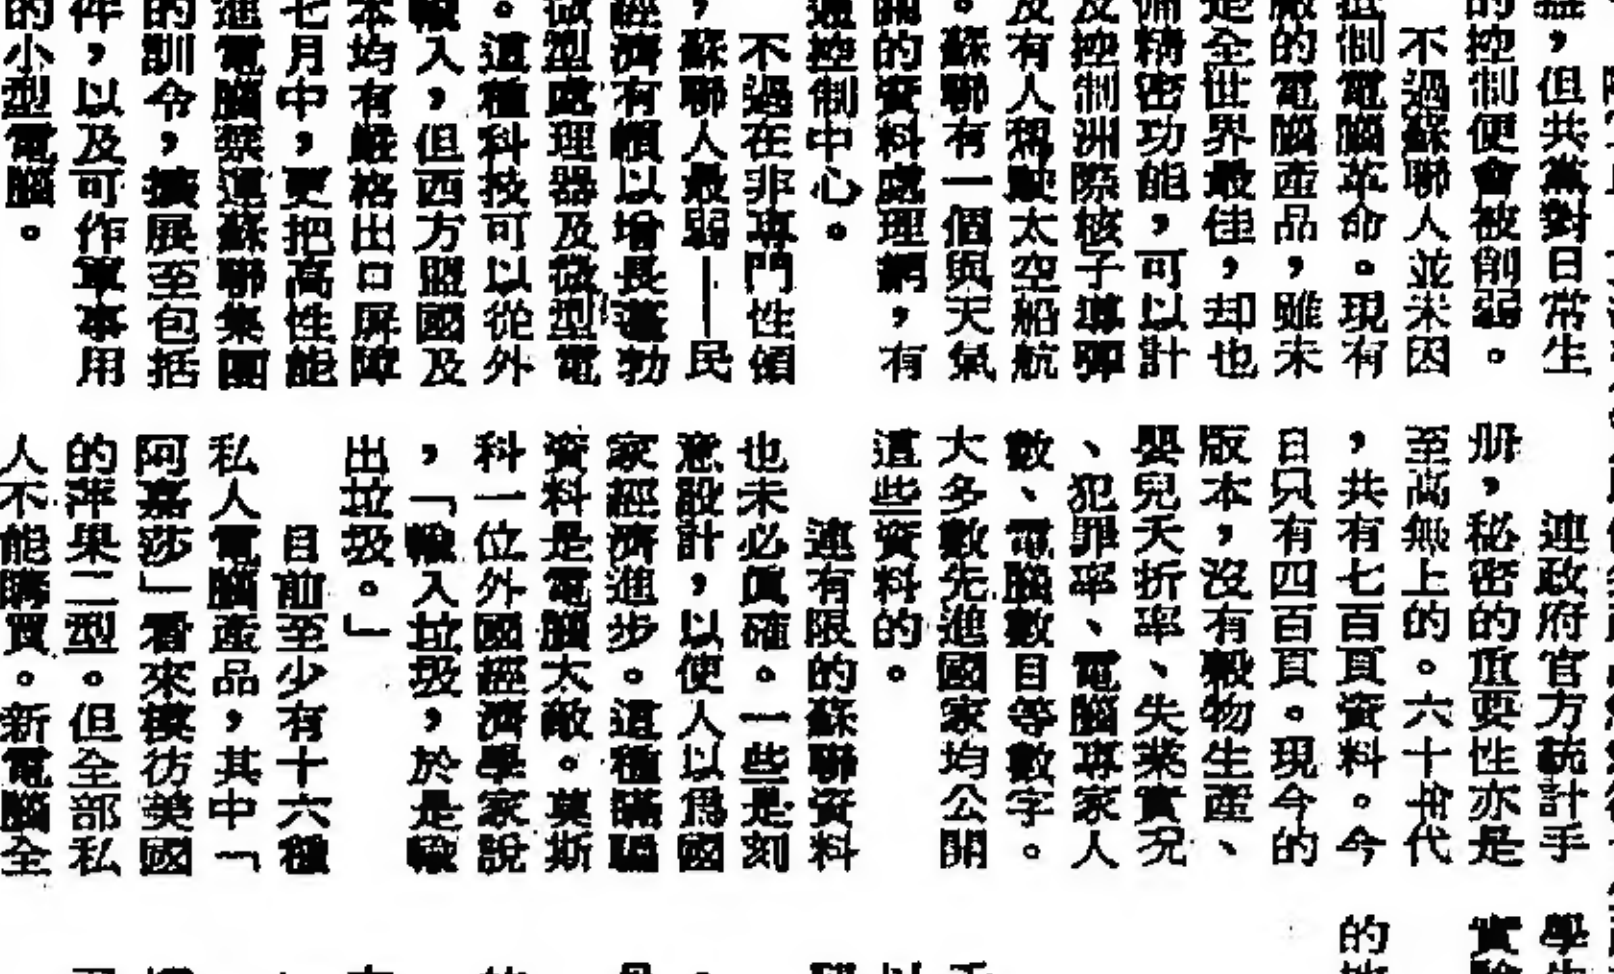 益，但共黨對日常生
的控制便會被削弱。
不過蘇聯人並未因
抵制電腦革命。現有
廠的電腦產品，雖未
是全世界最佳，却也
備精密功能，可以計
及控制洲際核子導彈
及有人駕駛太空船航
。蘇聯有一個與天氣
關的資料處理網，有
通控制中心。
不過在非專門性領
，蘇聯人最弱——民
經濟有賴以增長蓬勃
微型處理器及微型電
。這種科技可以從外
輸入，但西方盟國及
本均有嚴格出口屏障
七月中，更把高性能
進電腦禁運蘇聯集團
的訓令，擴展至包括
件，以及可作軍事用
的小型電腦。
連政府官方統計手
册，秘密的重要性亦是
至高無上的。六十年代
，共有七百頁資料。今
日只有四百頁。現今的
版本，沒有穀物生產、
嬰兒夭折率、失業實況
、犯罪率、電腦專家人
數、電腦數目等數字。
大多數先進國家均公開
這些資料的。
連有限的蘇聯資料
也未必真確。一些是刻
意設計，以使人以爲國
家經濟進步。這種瞞騙
資料是電腦大敵。莫斯
科一位外國經濟學家說
，「輸入垃圾，於是輸
出垃圾。」
目前至少有十六種
私人電腦產品，其中「
阿嘉莎」看來模彷美國
的萍果二型。但全部私
人不能購買。新電腦全
學
實
的